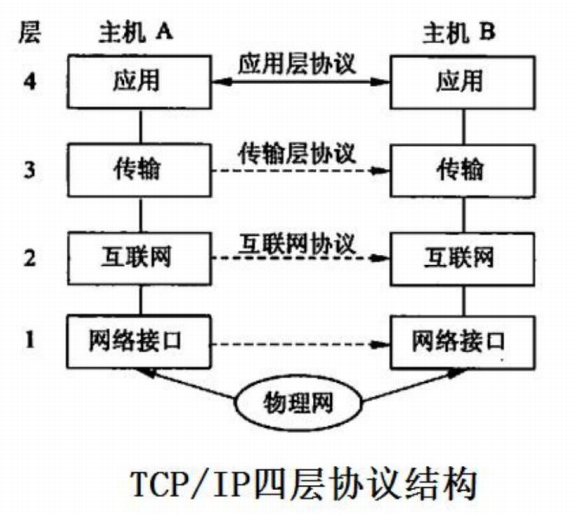 层 主机 A 主机 B
4 应用 应用层协议 应用
3 传输 传输层协议 传输
2 互联网 互联网协议 互联网
1 网络接口 网络接口
物理网
TCP/IP四层协议结构